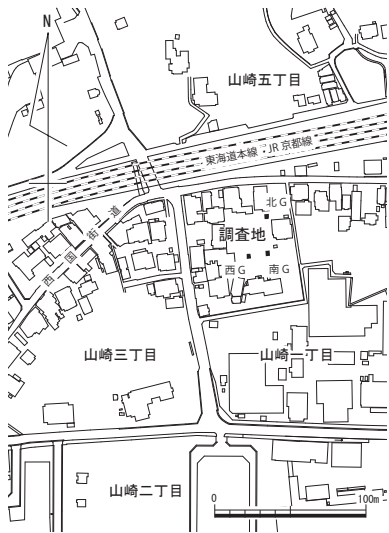 N
山崎五丁目
東海道本線・JR京都線
西国街道
北G
調査地
西G
南G
山崎三丁目
山崎一丁目
山崎二丁目
0
100m